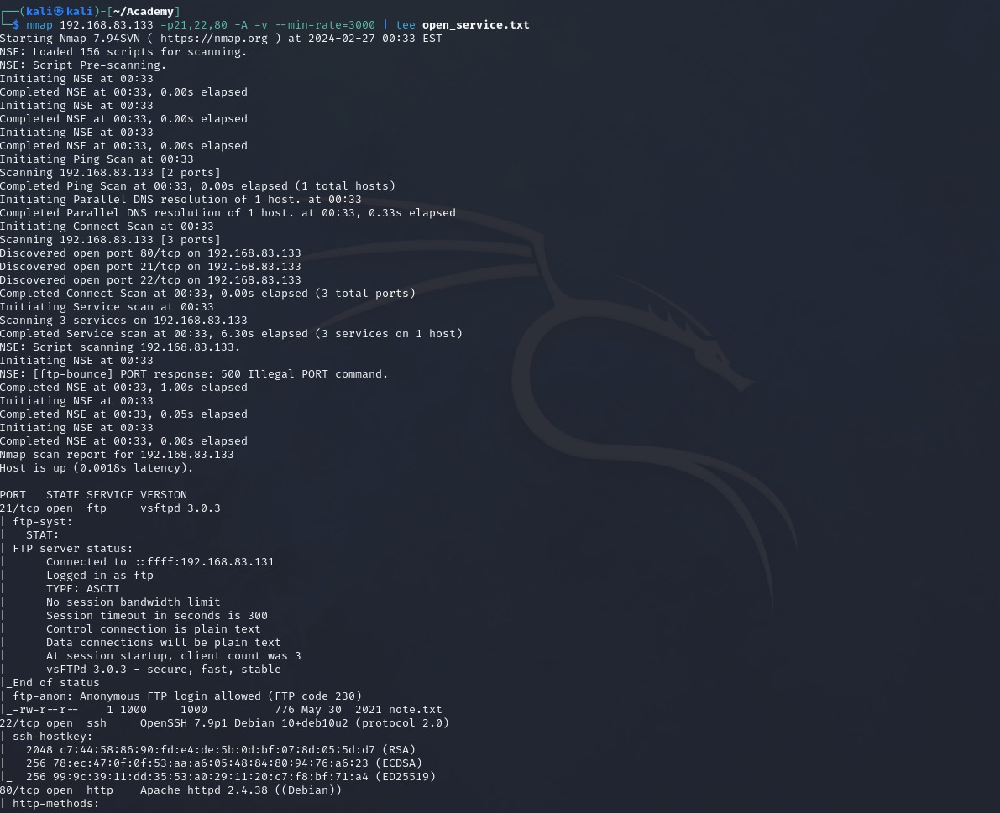 ┌──(kali㉿kali)-[~/Academy]
└─$ nmap 192.168.83.133 -p21,22,80 -A -v --min-rate=3000 | tee open_service.txt
Starting Nmap 7.94SVN ( https://nmap.org ) at 2024-02-27 00:33 EST
NSE: Loaded 156 scripts for scanning.
NSE: Script Pre-scanning.
Initiating NSE at 00:33
Completed NSE at 00:33, 0.00s elapsed
Initiating NSE at 00:33
Completed NSE at 00:33, 0.00s elapsed
Initiating NSE at 00:33
Completed NSE at 00:33, 0.00s elapsed
Initiating Ping Scan at 00:33
Scanning 192.168.83.133 [2 ports]
Completed Ping Scan at 00:33, 0.00s elapsed (1 total hosts)
Initiating Parallel DNS resolution of 1 host. at 00:33
Completed Parallel DNS resolution of 1 host. at 00:33, 0.33s elapsed
Initiating Connect Scan at 00:33
Scanning 192.168.83.133 [3 ports]
Discovered open port 80/tcp on 192.168.83.133
Discovered open port 21/tcp on 192.168.83.133
Discovered open port 22/tcp on 192.168.83.133
Completed Connect Scan at 00:33, 0.00s elapsed (3 total ports)
Initiating Service scan at 00:33
Scanning 3 services on 192.168.83.133
Completed Service scan at 00:33, 6.30s elapsed (3 services on 1 host)
NSE: Script scanning 192.168.83.133.
Initiating NSE at 00:33
NSE: [ftp-bounce] PORT response: 500 Illegal PORT command.
Completed NSE at 00:33, 1.00s elapsed
Initiating NSE at 00:33
Completed NSE at 00:33, 0.05s elapsed
Initiating NSE at 00:33
Completed NSE at 00:33, 0.00s elapsed
Nmap scan report for 192.168.83.133
Host is up (0.0018s latency).

PORT   STATE SERVICE VERSION
21/tcp open  ftp     vsftpd 3.0.3
| ftp-syst:
|   STAT:
| FTP server status:
|      Connected to ::ffff:192.168.83.131
|      Logged in as ftp
|      TYPE: ASCII
|      No session bandwidth limit
|      Session timeout in seconds is 300
|      Control connection is plain text
|      Data connections will be plain text
|      At session startup, client count was 3
|      vsFTPd 3.0.3 - secure, fast, stable
|_End of status
| ftp-anon: Anonymous FTP login allowed (FTP code 230)
|_-rw-r--r--    1 1000     1000          776 May 30  2021 note.txt
22/tcp open  ssh     OpenSSH 7.9p1 Debian 10+deb10u2 (protocol 2.0)
| ssh-hostkey:
|   2048 c7:44:58:86:90:fd:e4:de:5b:0d:bf:07:8d:05:5d:d7 (RSA)
|   256 78:ec:47:0f:0f:53:aa:a6:05:48:84:80:94:76:a6:23 (ECDSA)
|_  256 99:9c:39:11:dd:35:53:a0:29:11:20:c7:f8:bf:71:a4 (ED25519)
80/tcp open  http    Apache httpd 2.4.38 ((Debian))
| http-methods: